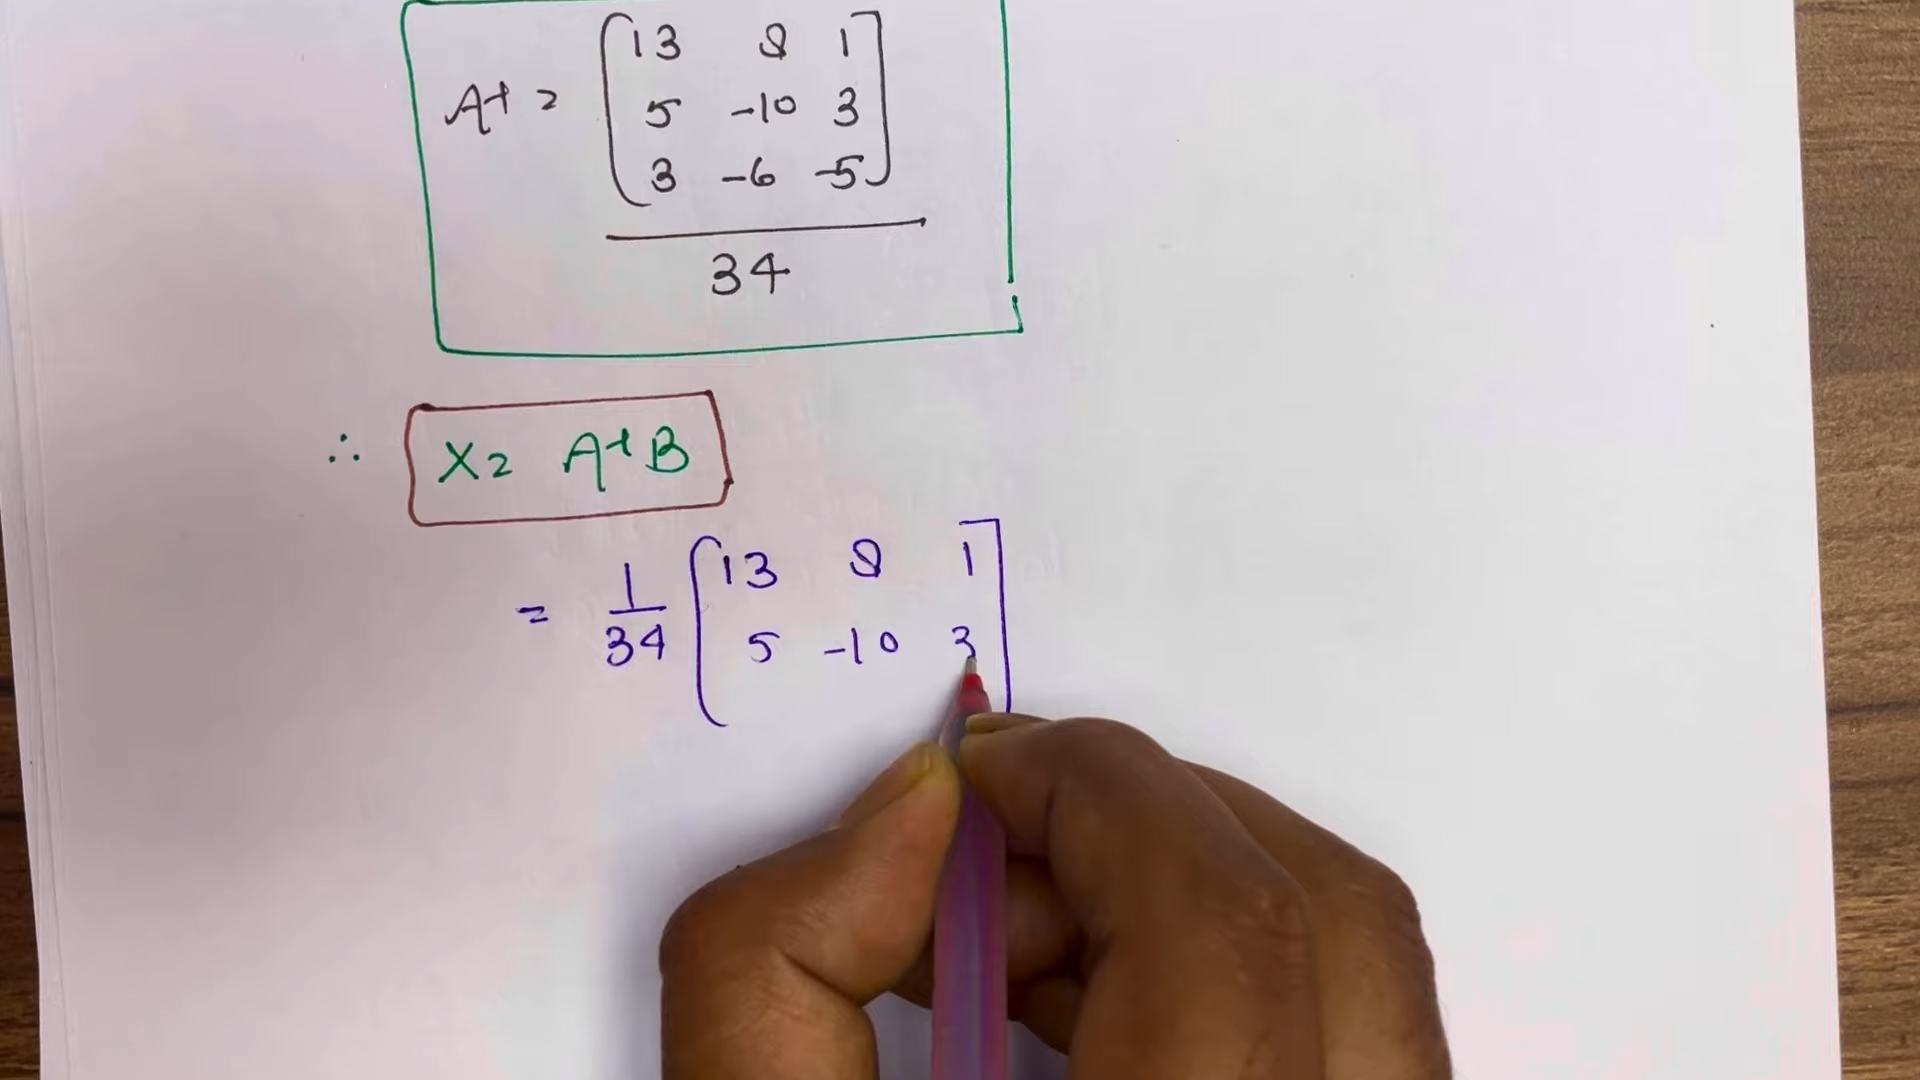 13 8 1
A-1 = 5 -10 3
3 -6 -5
34
∴ X = A-1 B
= 1/34 13 8 1
5 -10 3